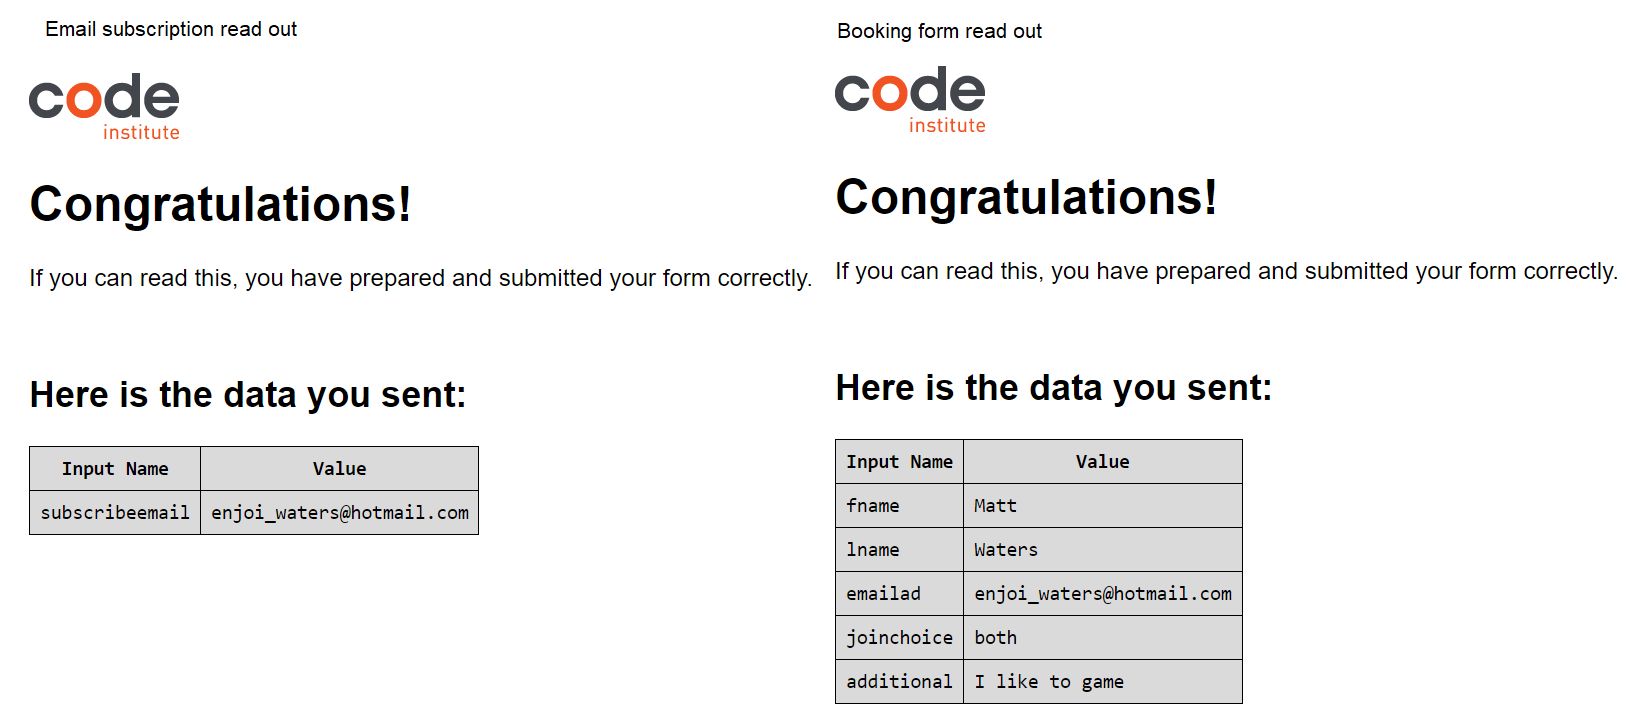 Email subscription read out
code
institute
Congratulations!
If you can read this, you have prepared and submitted your form correctly.
Here is the data you sent:
Input Name Value
subscribeemail enjoi_waters@hotmail.com
Booking form read out
code
institute
Congratulations!
If you can read this, you have prepared and submitted your form correctly.
Here is the data you sent:
Input Name Value
fname Matt
lname Waters
emailad enjoi_waters@hotmail.com
joinchoice both
additional I like to game